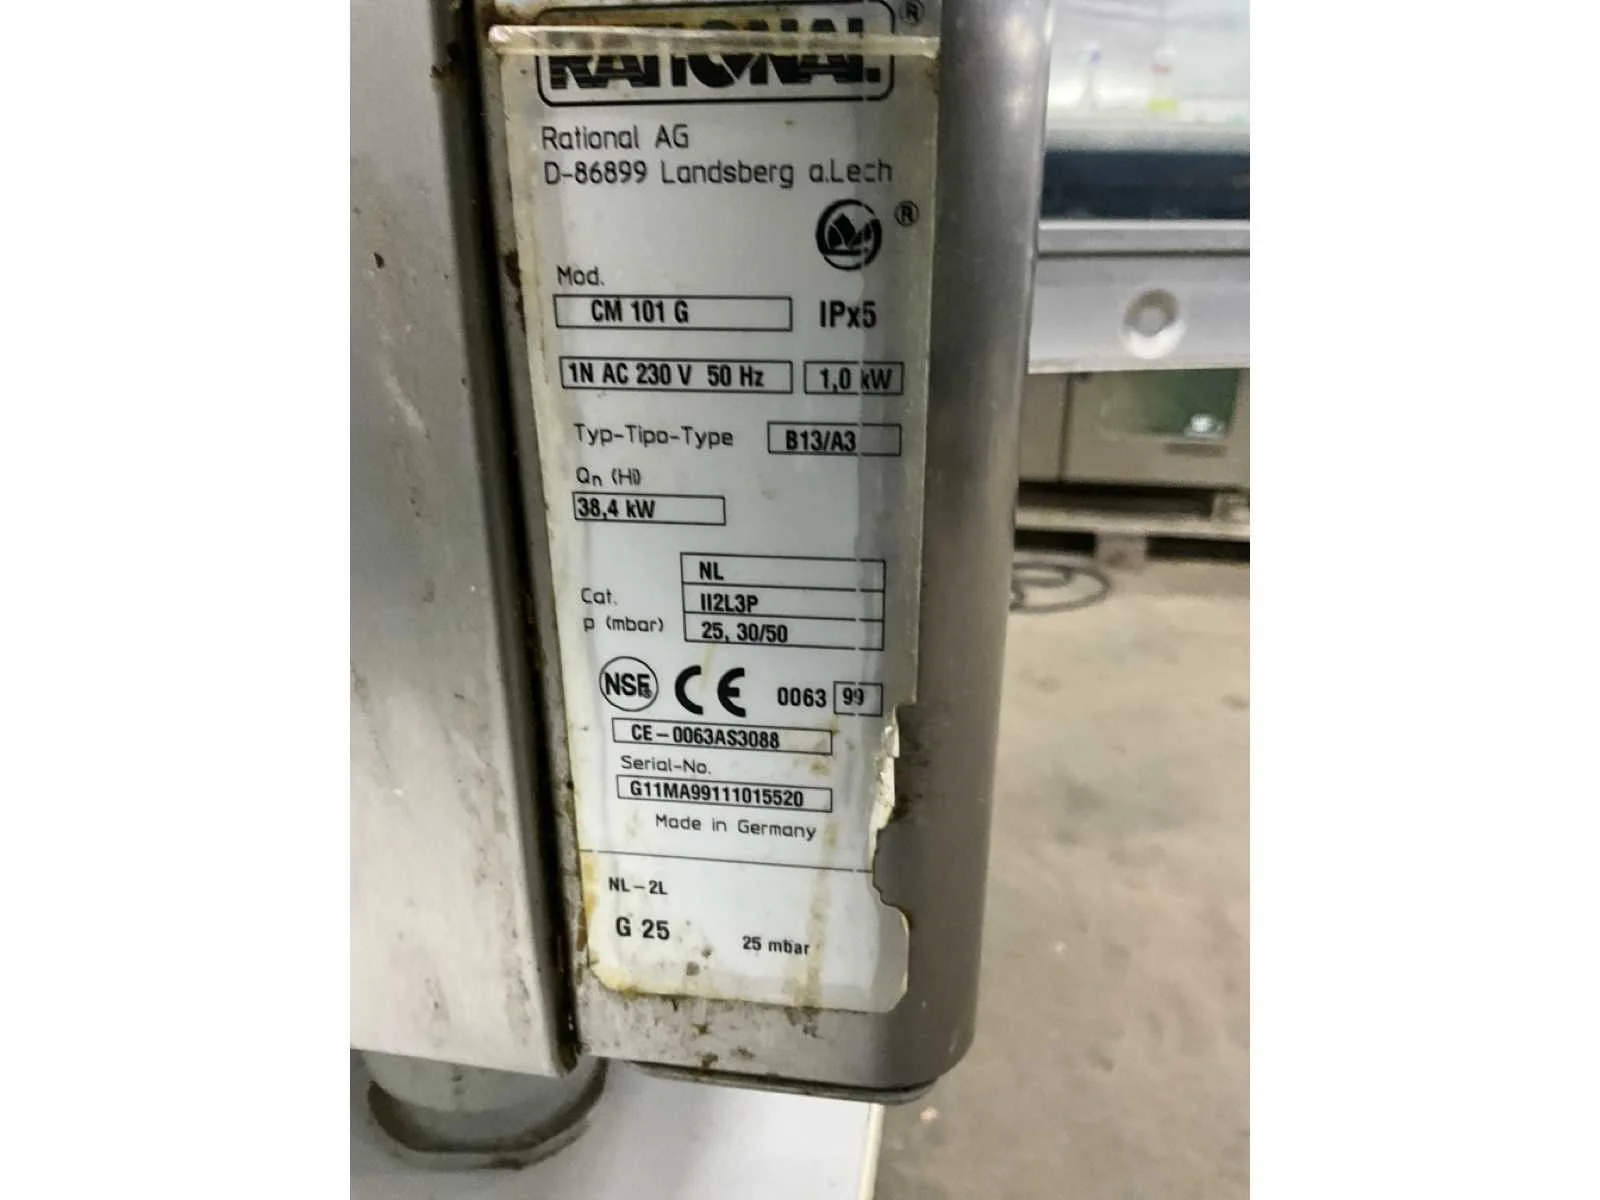 RATIONAL ®
Rational AG
D-86899 Landsberg a.Lech
®
Mod.
CM 101 G IPx5
1N AC 230 V 50 Hz 1,0 kW
Typ-Tipo-Type B13/A3
Qn (Hi)
38,4 kW
NL
Cat. II2L3P
p (mbar) 25, 30/50
NSF® CE 0063 99
CE-0063AS3088
Serial-No.
G11MA99111015520
Made in Germany
NL-2L
G 25 25 mbar